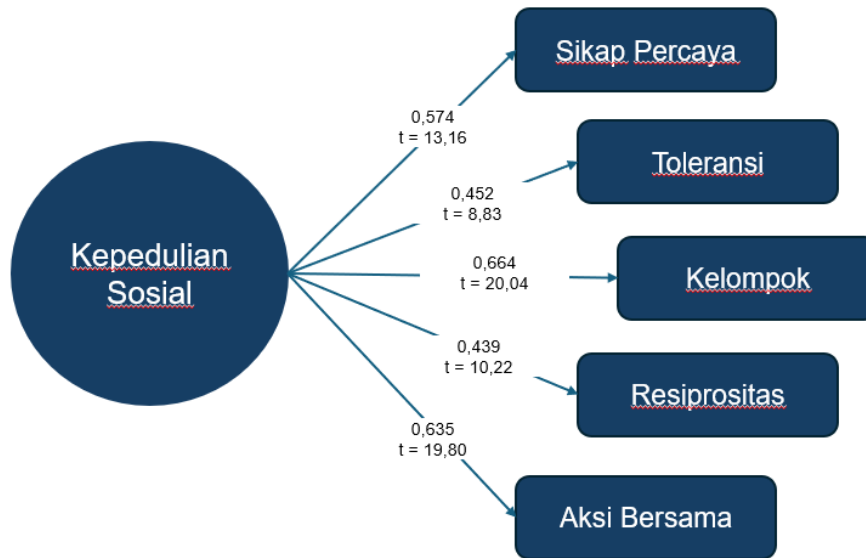 Sikap Percaya
0,574
t = 13,16
Toleransi
0,452
t = 8,83
Kepedulian
Sosial
0,664
t = 20,04
Kelompok
0,439
t = 10,22
Resiprositas
0,635
t = 19,80
Aksi Bersama